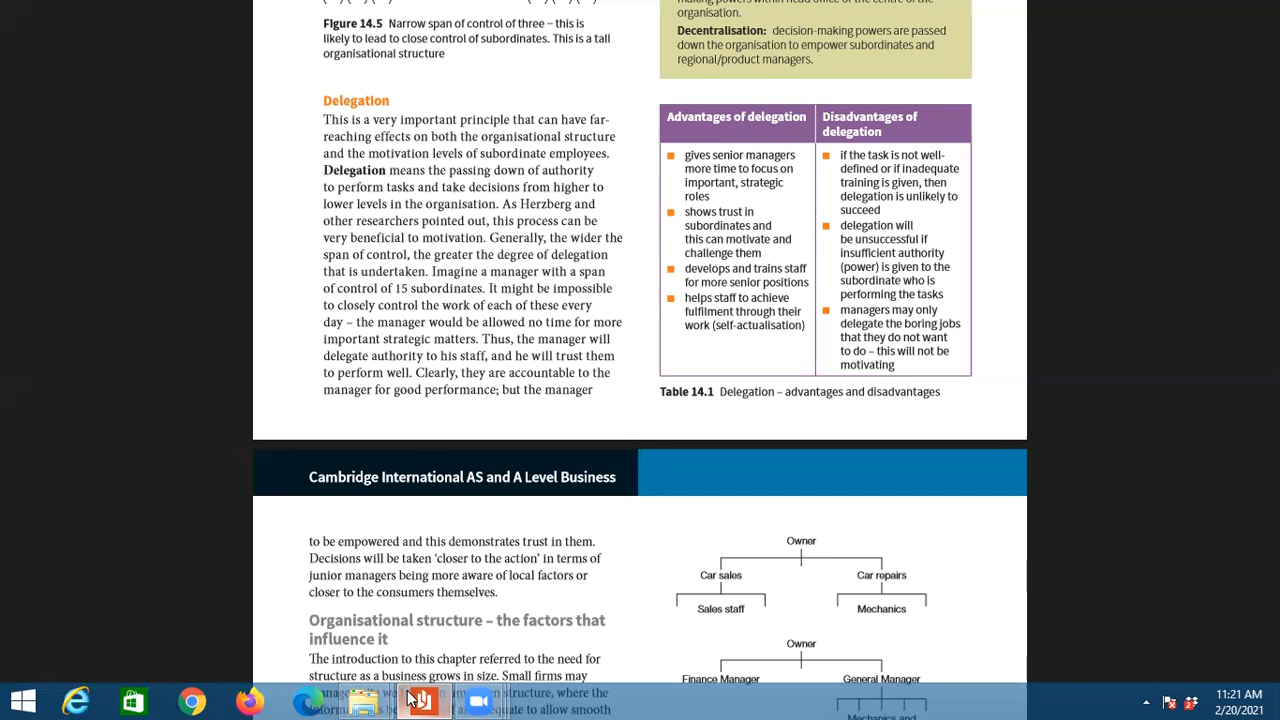 Figure 14.5 Narrow span of control of three – this is
likely to lead to close control of subordinates. This is a tall
organisational structure
Delegation
This is a very important principle that can have far-
reaching effects on both the organisational structure
and the motivation levels of subordinate employees.
Delegation means the passing down of authority
to perform tasks and take decisions from higher to
lower levels in the organisation. As Herzberg and
other researchers pointed out, this process can be
very beneficial to motivation. Generally, the wider the
span of control, the greater the degree of delegation
that is undertaken. Imagine a manager with a span
of control of 15 subordinates. It might be impossible
to closely control the work of each of these every
day – the manager would be allowed no time for more
important strategic matters. Thus, the manager will
delegate authority to his staff, and he will trust them
to perform well. Clearly, they are accountable to the
manager for good performance; but the manager
making powers within head office or the centre of the
organisation.
Decentralisation: decision-making powers are passed
down the organisation to empower subordinates and
regional/product managers.
Advantages of delegation
gives senior managers
more time to focus on
important, strategic
roles
shows trust in
subordinates and
this can motivate and
challenge them
develops and trains staff
for more senior positions
helps staff to achieve
fulfilment through their
work (self-actualisation)
Disadvantages of
delegation
if the task is not well-
defined or if inadequate
training is given, then
delegation is unlikely to
succeed
delegation will
be unsuccessful if
insufficient authority
(power) is given to the
subordinate who is
performing the tasks
managers may only
delegate the boring jobs
that they do not want
to do – this will not be
motivating
Table 14.1 Delegation – advantages and disadvantages
Cambridge International AS and A Level Business
to be empowered and this demonstrates trust in them.
Decisions will be taken ‘closer to the action’ in terms of
junior managers being more aware of local factors or
closer to the consumers themselves.
Organisational structure – the factors that
influence it
The introduction to this chapter referred to the need for
structure as a business grows in size. Small firms may
structure, where the
to allow smooth
Owner
Car sales Car repairs
Sales staff Mechanics
Owner
Finance Manager General Manager
Mechanics and
11:21 AM
2/20/2021